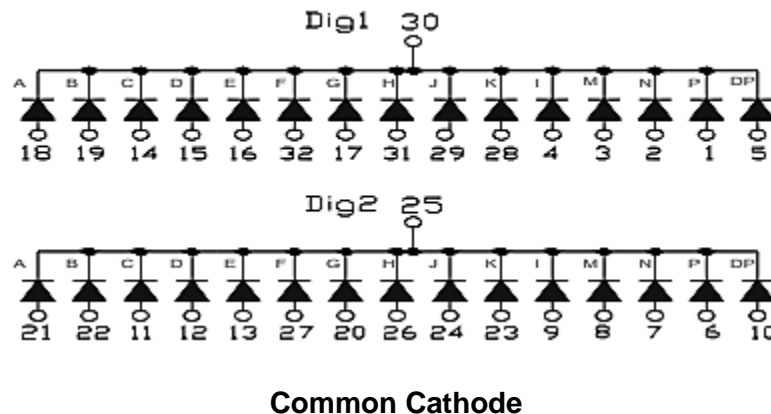 Dig1 30
A B C D E F G H J K I M N P DP
18 19 14 15 16 32 17 31 29 28 4 3 2 1 5
Dig2 25
A B C D E F G H J K I M N P DP
21 22 11 12 13 27 20 26 24 23 9 8 7 6 10
Common Cathode